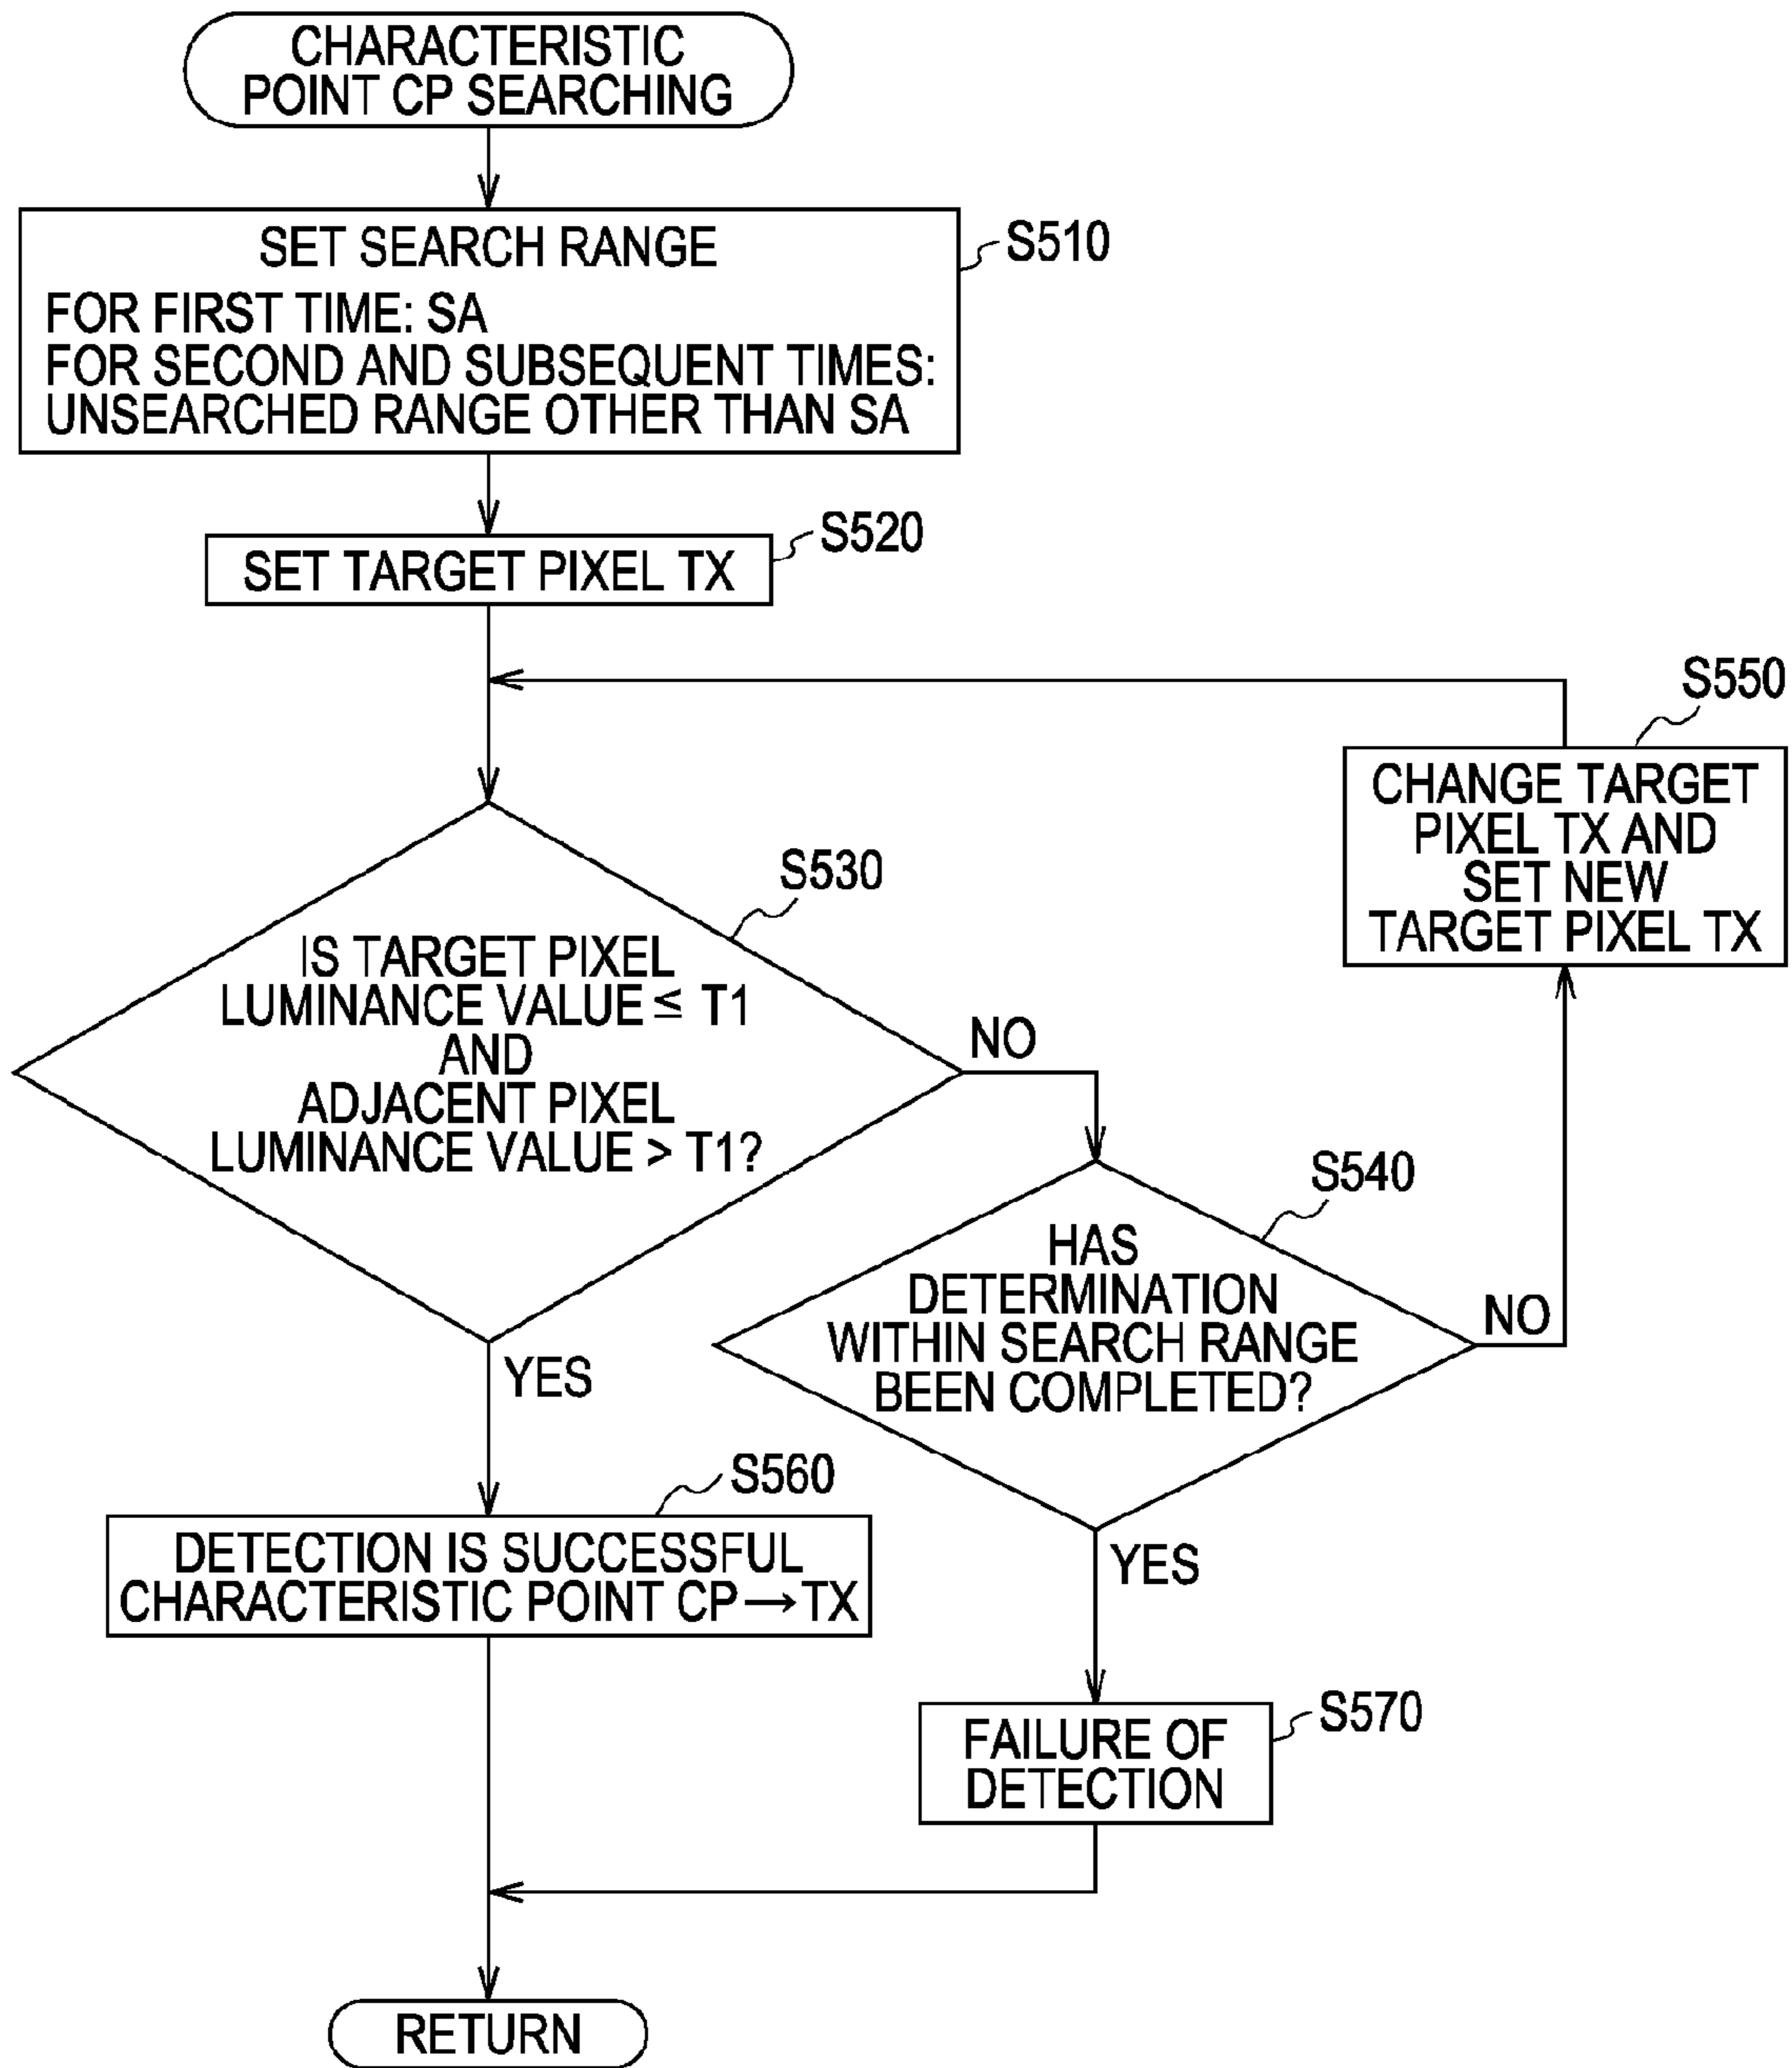 CHARACTERISTIC
POINT CP SEARCHING
SET SEARCH RANGE
FOR FIRST TIME: SA
FOR SECOND AND SUBSEQUENT TIMES:
UNSEARCHED RANGE OTHER THAN SA
S510
SET TARGET PIXEL TX
S520
S550
CHANGE TARGET
PIXEL TX AND
SET NEW
TARGET PIXEL TX
S530
IS TARGET PIXEL
LUMINANCE VALUE ≤ T1
AND
ADJACENT PIXEL
LUMINANCE VALUE > T1?
NO
S540
HAS
DETERMINATION
WITHIN SEARCH RANGE
BEEN COMPLETED?
NO
YES
S560
DETECTION IS SUCCESSFUL
CHARACTERISTIC POINT CP→TX
YES
S570
FAILURE OF
DETECTION
RETURN